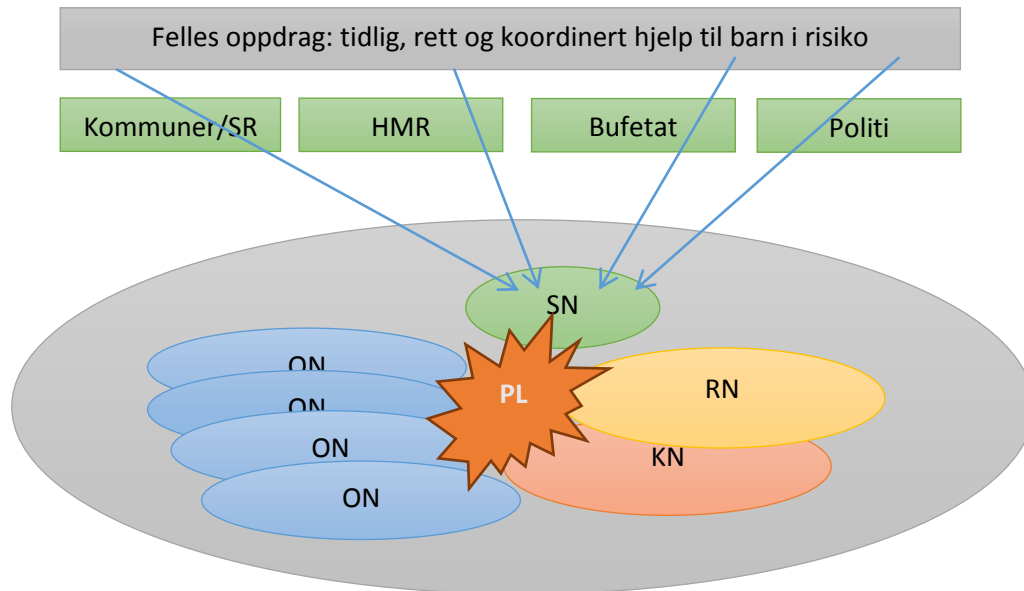 Felles oppdrag: tidlig, rett og koordinert hjelp til barn i risiko
Kommuner/SR
HMR
Bufetat
Politi
SN
ON
ON
ON
ON
PL
RN
KN